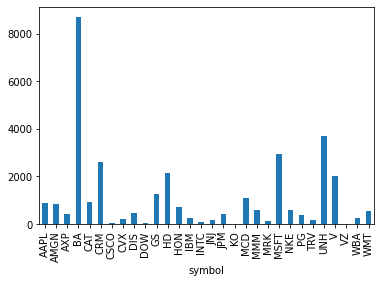 8000
6000
4000
2000
0
AAPL AMGN AXP BA CAT CRM CSCO CVX DIS DOW GS HD HON IBM INTC JNJ JPM KO MCD MMM MRK MSFT NKE PG TRV UNH V VZ WBA WMT
symbol